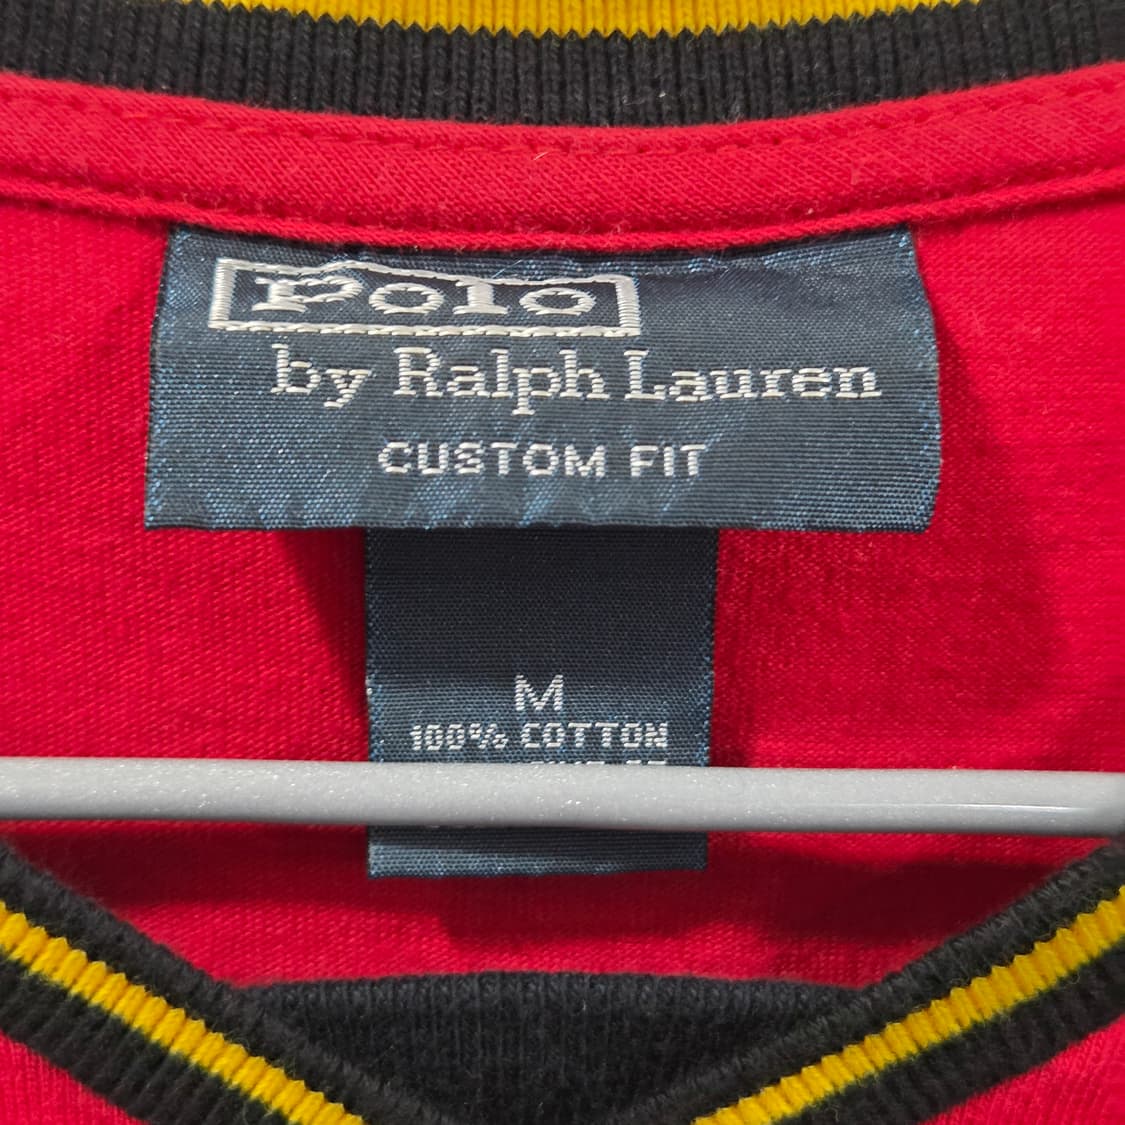 Polo
by Ralph Lauren
CUSTOM FIT
M
100% COTTON